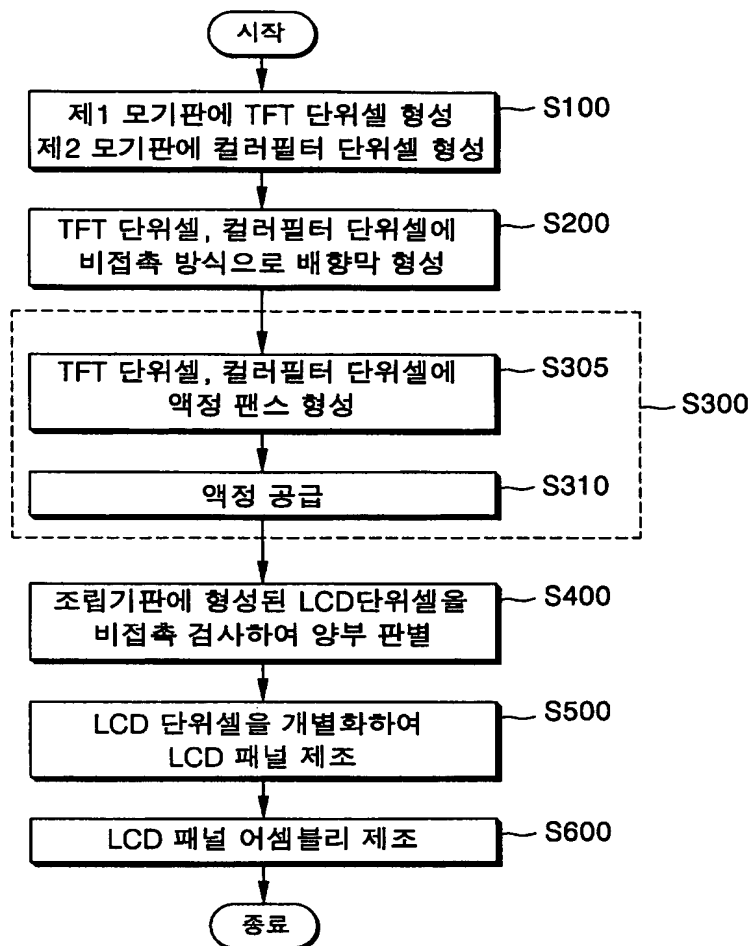 시작
제1 모기판에 TFT 단위셀 형성
제2 모기판에 컬러필터 단위셀 형성
S100
TFT 단위셀, 컬러필터 단위셀에
비접촉 방식으로 배향막 형성
S200
TFT 단위셀, 컬러필터 단위셀에
액정 팬스 형성
S305
S300
액정 공급
S310
조립기판에 형성된 LCD단위셀을
비접촉 검사하여 양부 판별
S400
LCD 단위셀을 개별화하여
LCD 패널 제조
S500
LCD 패널 어셈블리 제조
S600
종료